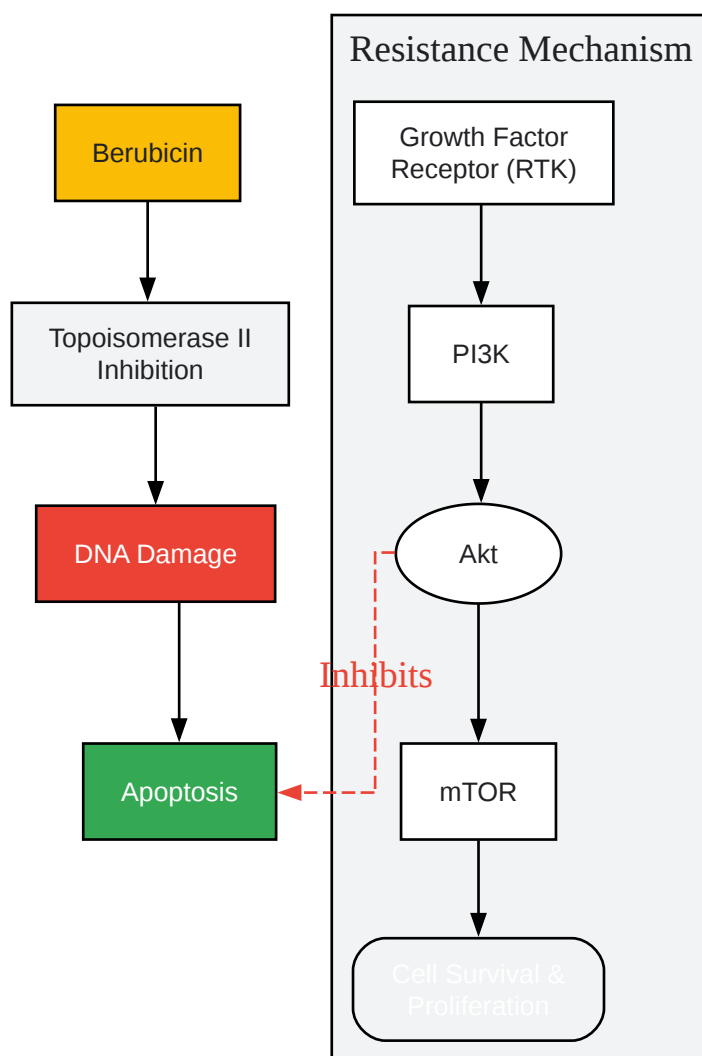 Resistance Mechanism
Berubicin
Growth Factor
Receptor (RTK)
Topoisomerase II
Inhibition
PI3K
DNA Damage
Akt
Inhibits
Apoptosis
mTOR
Cell Survival &
Proliferation